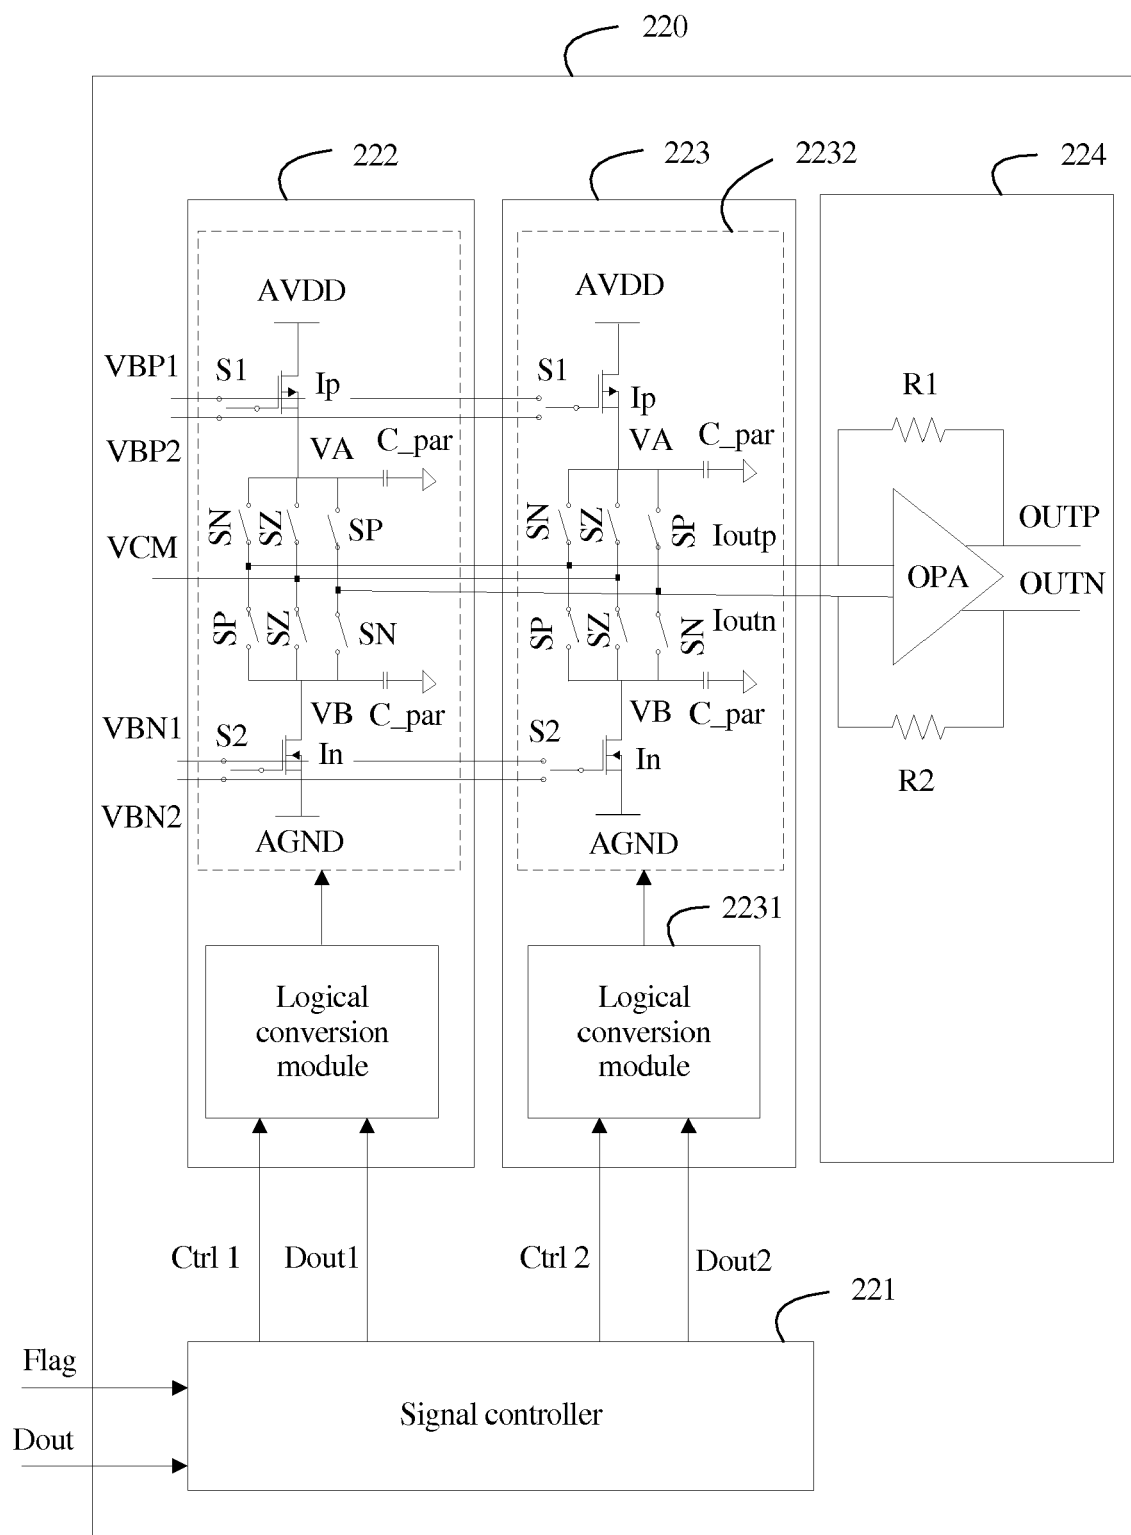 220
222
223
2232
224
AVDD
AVDD
VBP1
S1
Ip
S1
Ip
R1
VBP2
VA
C_par
VA
C_par
SN
SZ
SP
SN
SZ
SP
Ioutp
OUTP
VCM
OPA
OUTN
SP
SZ
SN
SP
SZ
SN
Ioutn
VBN1
S2
VB
C_par
In
S2
VB
C_par
In
R2
VBN2
AGND
AGND
2231
Logical
conversion
module
Logical
conversion
module
Ctrl 1
Dout1
Ctrl 2
Dout2
221
Flag
Signal controller
Dout